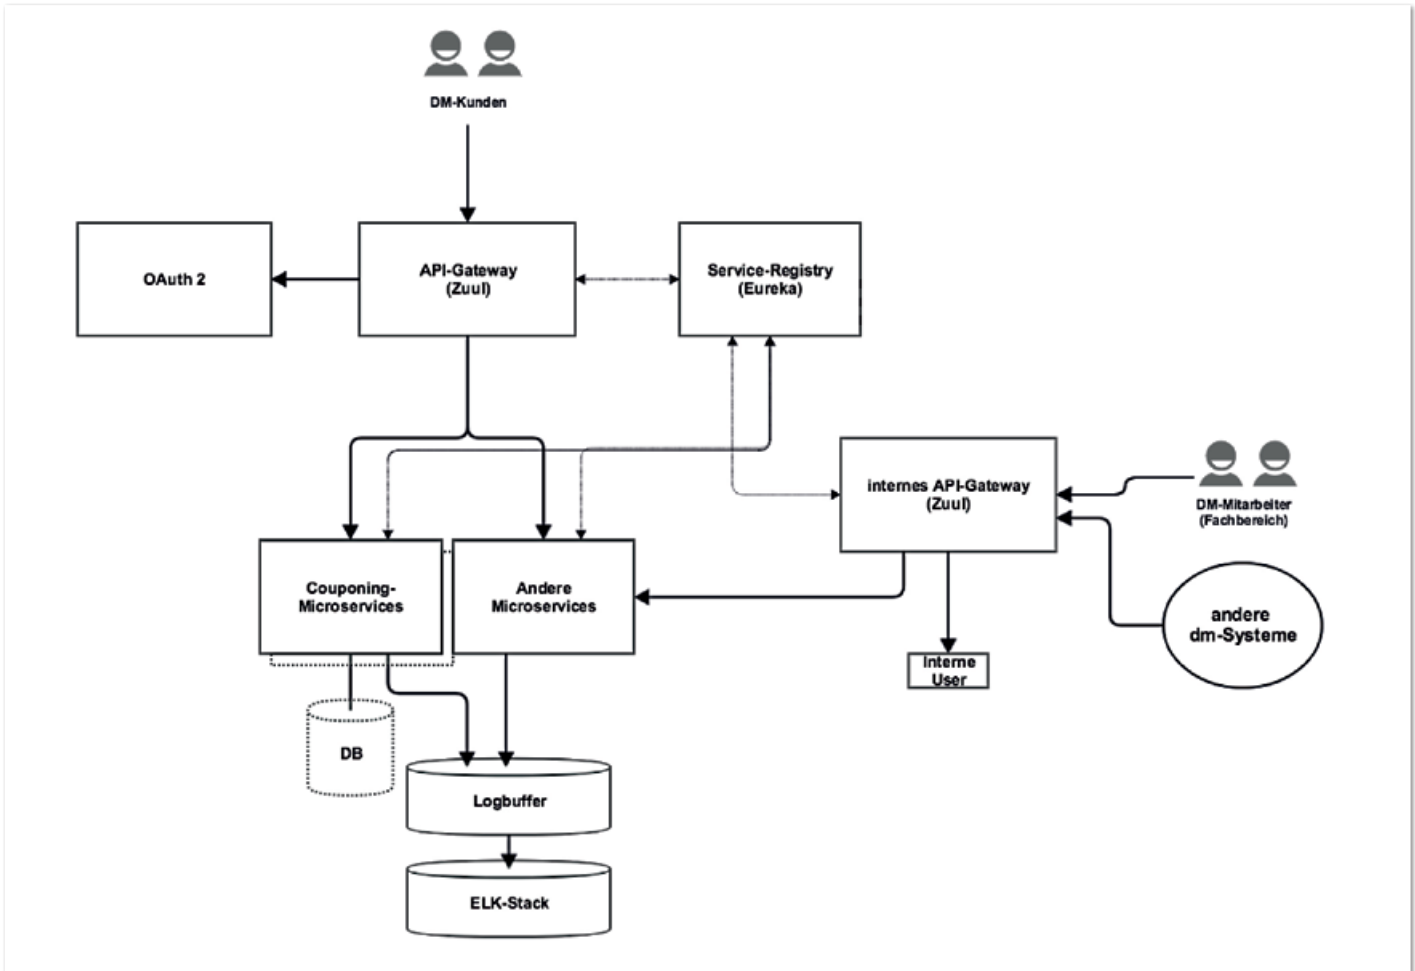 DM-Kunden
OAuth 2
API-Gateway
(Zuul)
Service-Registry
(Eureka)
internes API-Gateway
(Zuul)
DM-Mitarbeiter
(Fachbereich)
Couponing-
Microservices
Andere
Microservices
andere
dm-Systeme
Interne
User
DB
Logbuffer
ELK-Stack